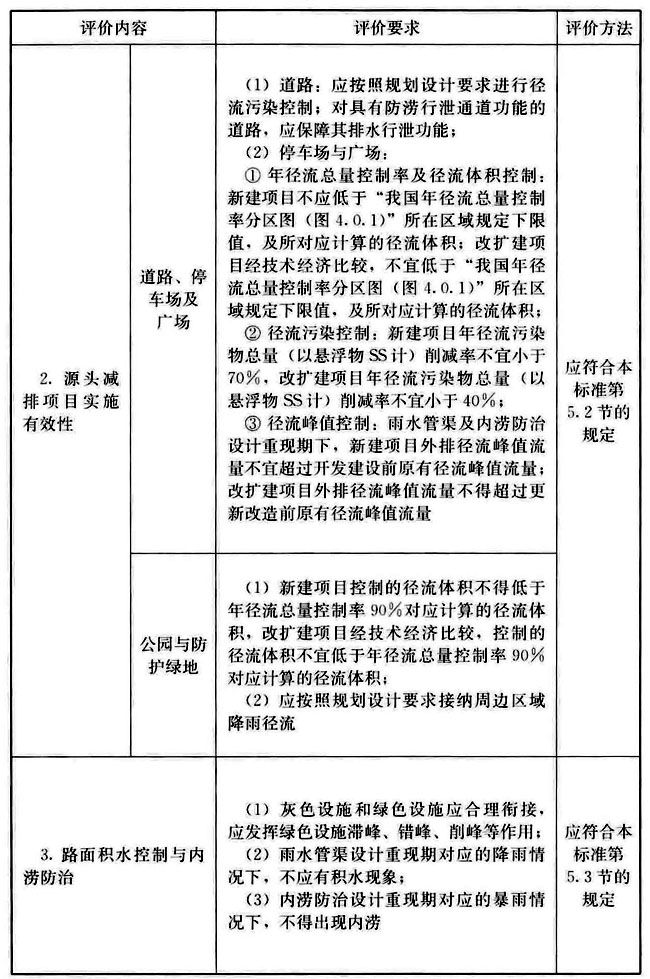 评价内容
评价要求
评价方法
2. 源头减
排项目实施
有效性
道路、停
车场及
广场
(1) 道路：应按照规划设计要求进行径
流污染控制；对具有防涝行泄通道功能的
道路，应保障其排水行泄功能；
(2) 停车场与广场：
① 年径流总量控制率及径流体积控制：
新建项目不应低于“我国年径流总量控制
率分区图（图 4.0.1）”所在区域规定下限
值，及所对应计算的径流体积；改扩建项
目经技术经济比较，不宜低于“我国年径
流总量控制率分区图（图 4.0.1）”所在区
域规定下限值，及所对应计算的径流体积；
② 径流污染控制：新建项目年径流污染
物总量（以悬浮物 SS 计）削减率不宜小于
70%，改扩建项目年径流污染物总量（以
悬浮物 SS 计）削减率不宜小于 40%；
③ 径流峰值控制：雨水管渠及内涝防治
设计重现期下，新建项目外排径流峰值流
量不宜超过开发建设前原有径流峰值流量；
改扩建项目外排径流峰值流量不得超过更
新改造前原有径流峰值流量
应符合本
标准第
5.2 节的
规定
公园与防
护绿地
(1) 新建项目控制的径流体积不得低于
年径流总量控制率 90%对应计算的径流体
积，改扩建项目经技术经济比较，控制的
径流体积不宜低于年径流总量控制率 90%
对应计算的径流体积；
(2) 应按照规划设计要求接纳周边区域
降雨径流
3. 路面积水控制与内
涝防治
(1) 灰色设施和绿色设施应合理衔接，
应发挥绿色设施滞峰、错峰、削峰等作用；
(2) 雨水管渠设计重现期对应的降雨情
况下，不应有积水现象；
(3) 内涝防治设计重现期对应的暴雨情
况下，不得出现内涝
应符合本
标准第
5.3 节的
规定